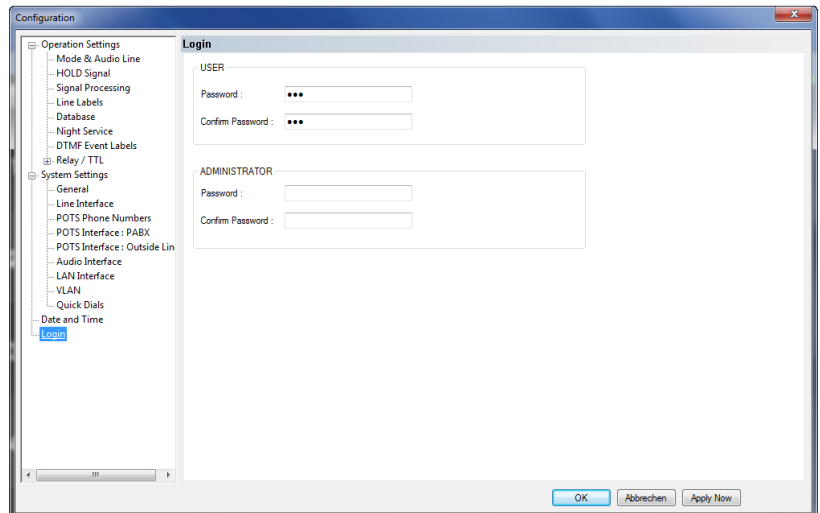 Configuration
Operation Settings
Mode & Audio Line
HOLD Signal
Signal Processing
Line Labels
Database
Night Service
DTMF Event Labels
Relay / TTL
System Settings
General
Line Interface
POTS Phone Numbers
POTS Interface : PABX
POTS Interface : Outside Lin
Audio Interface
LAN Interface
VLAN
Quick Dials
Date and Time
Login
Login
USER
Password :
Confirm Password :
ADMINISTRATOR
Password :
Confirm Password :
OK
Abbrechen
Apply Now